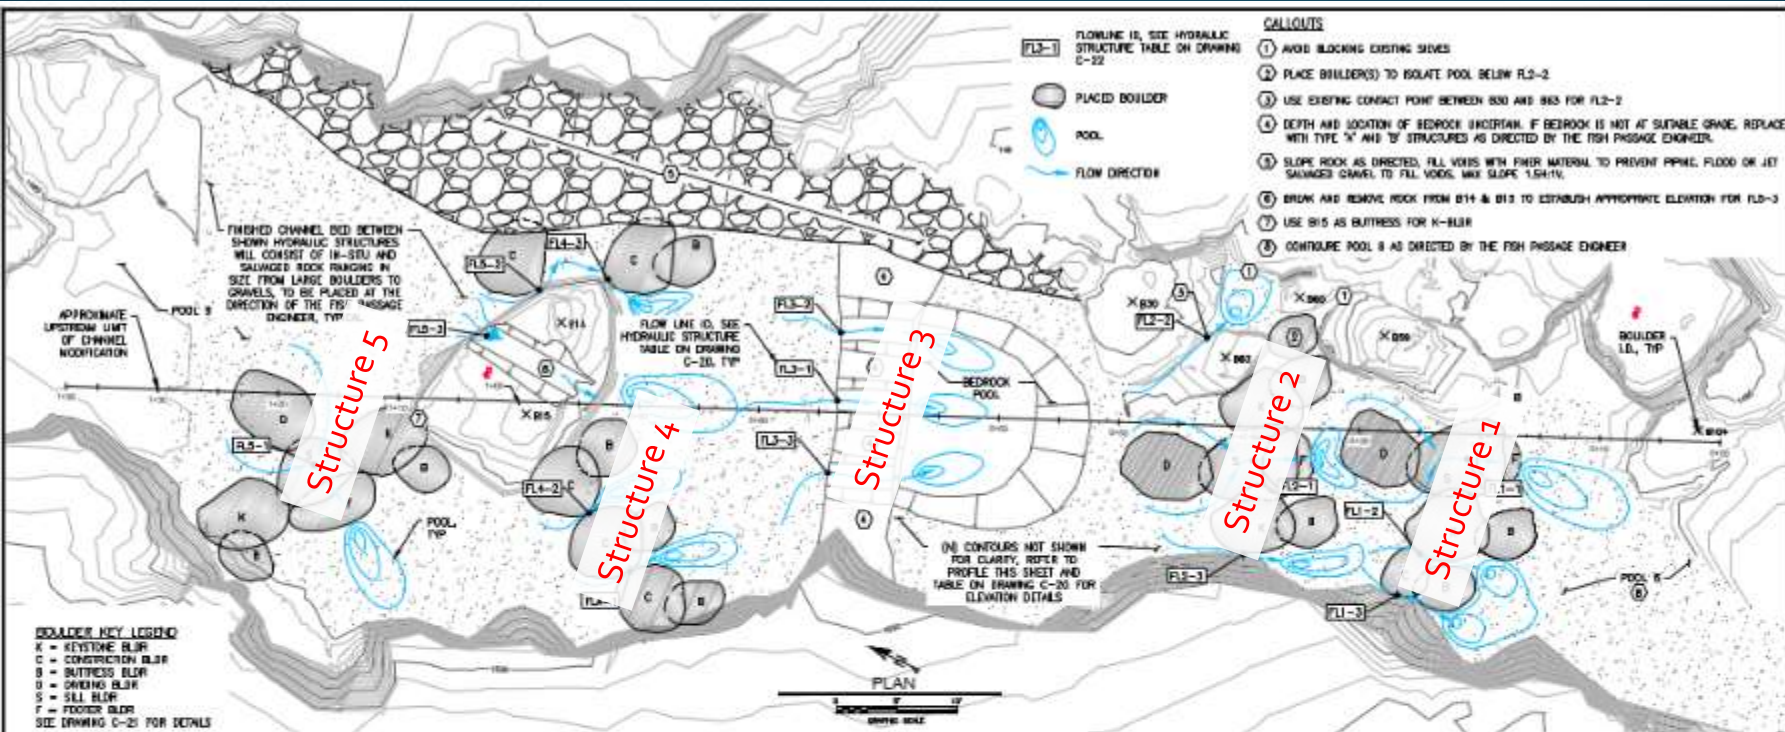 FL3-1
FLOWLINE ID, SEE HYDRAULIC
STRUCTURE TABLE ON DRAWING
C-22
PLACED BOULDER
POOL
FLOW DIRECTION
CALLOUTS
1 AVOID BLOCKING EXISTING SIEVES
2 PLACE BOULDER(S) TO ISOLATE POOL BELOW FL2-2
3 USE EXISTING CONTACT POINT BETWEEN B30 AND B63 FOR FL2-2
4 DEPTH AND LOCATION OF BEDROCK UNCERTAIN. IF BEDROCK IS NOT AT SUITABLE GRADE, REPLACE
WITH TYPE "A" AND "B" STRUCTURES AS DIRECTED BY THE FISH PASSAGE ENGINEER.
5 SLOPE ROCK AS DIRECTED, FILL VOIDS WITH FINER MATERIAL TO PREVENT PIPING, FLOOD OR JET
SALVAGED GRAVEL TO FILL VOIDS. MAX SLOPE 1.5H:1V.
6 BREAK AND REMOVE ROCK FROM B14 & B15 TO ESTABLISH APPROPRIATE ELEVATION FOR FL5-3
7 USE B15 AS BUTTRESS FOR K-BLDR
8 CONFIGURE POOL 6 AS DIRECTED BY THE FISH PASSAGE ENGINEER
FINISHED CHANNEL BED BETWEEN
SHOWN HYDRAULIC STRUCTURES
WILL CONSIST OF IN-SITU AND
SALVAGED ROCK RANGING IN
SIZE FROM LARGE BOULDERS TO
GRAVELS, TO BE PLACED AT THE
DIRECTION OF THE PASSAGE
ENGINEER,
APPROXIMATE
UPSTREAM LIMIT
OF CHANNEL
MODIFICATION
POOL
FL5-2
FL4-3
FL5-3
B14
B15
FLOW LINE ID, SEE
HYDRAULIC STRUCTURE
TABLE ON DRAWING
C-20, TYP
FL3-2
FL3-1
FL3-3
BEDROCK
POOL
B30
FL2-2
B59
BOULDER
I.D., TYP
Structure 5
Structure 4
Structure 3
Structure 2
Structure 1
FL5-1
FL4-2
POOL,
TYP
FL1-2
FL2-3
FL1-3
POOL 6
8
(N) CONTOURS NOT SHOWN
FOR CLARITY, REFER TO
PROFILE THIS SHEET AND
TABLE ON DRAWING C-20 FOR
ELEVATION DETAILS
BOULDER KEY LEGEND
K = KEYSTONE BLDR
C = CONSTRICTION BLDR
B = BUTTRESS BLDR
D = DIVIDING BLDR
S = SILL BLDR
F = FOOTER BLDR
SEE DRAWING C-21 FOR DETAILS
PLAN
GRAPHIC SCALE